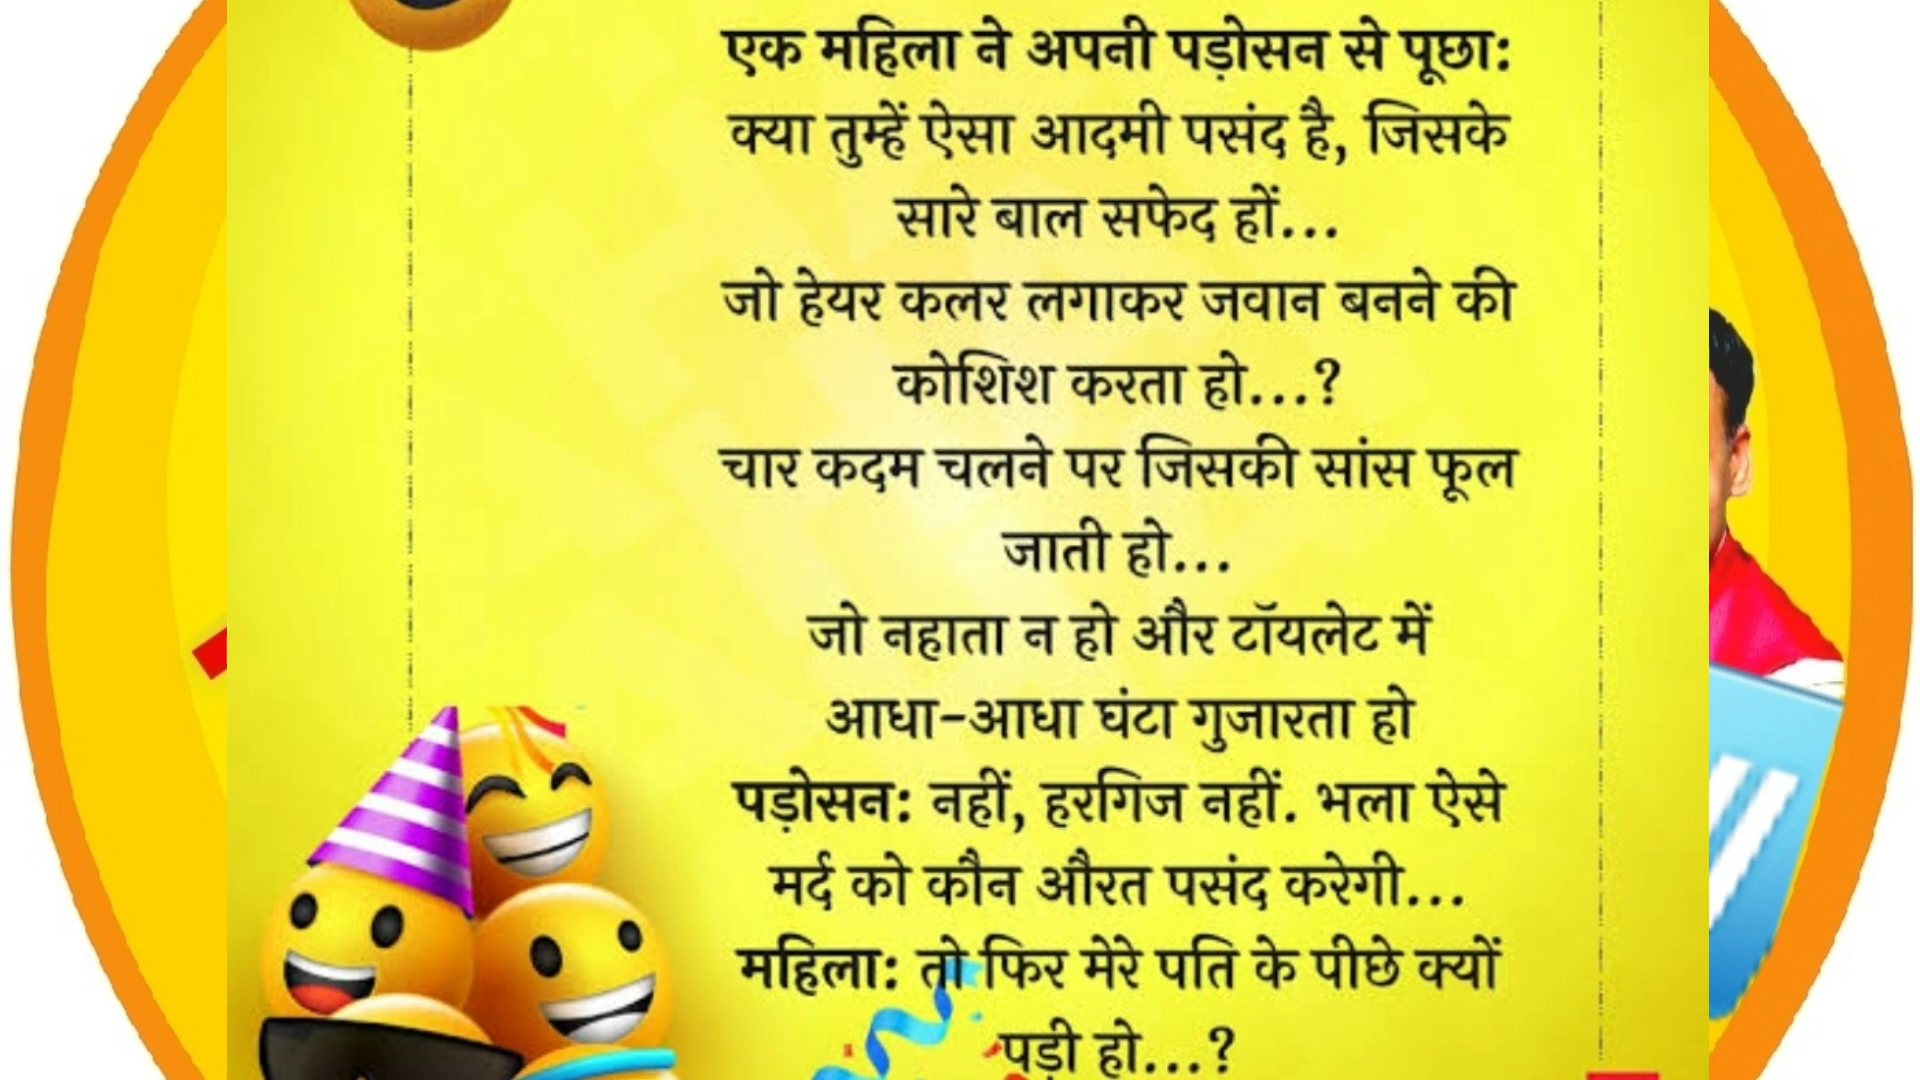 एक महिला ने अपनी पड़ोसन से पूछा:
क्या तुम्हें ऐसा आदमी पसंद है, जिसके
सारे बाल सफेद हों...
जो हेयर कलर लगाकर जवान बनने की
कोशिश करता हो...?
चार कदम चलने पर जिसकी सांस फूल
जाती हो...
जो नहाता न हो और टॉयलेट में
आधा-आधा घंटा गुजारता हो
पड़ोसन: नहीं, हरगिज नहीं. भला ऐसे
मर्द को कौन औरत पसंद करेगी...
महिला: तो फिर मेरे पति के पीछे क्यों
पड़ी हो...?